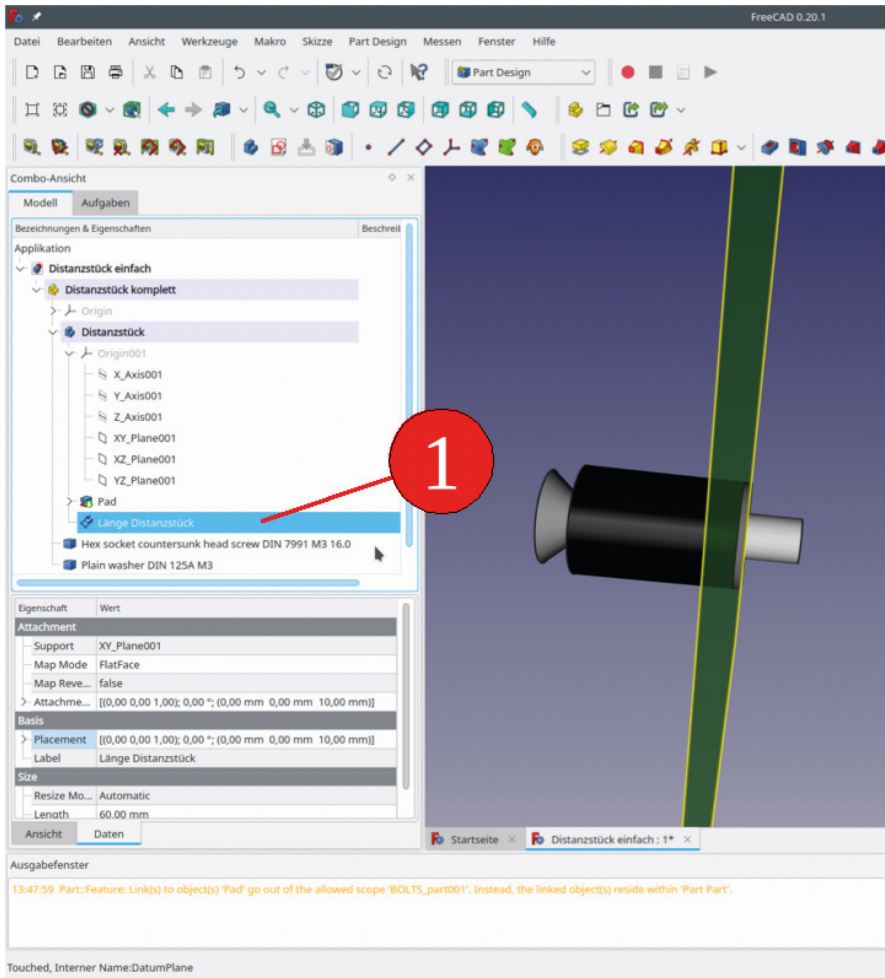 FreeCAD 0.20.1
Datei Bearbeiten Ansicht Werkzeuge Makro Skizze Part Design Messen Fenster Hilfe
Part Design
Combo-Ansicht
Modell Aufgaben
Bezeichnungen & Eigenschaften Beschreit
Applikation
Distanzstück einfach
Distanzstück komplett
Origin
Distanzstück
Origin001
X_Axis001
Y_Axis001
Z_Axis001
XY_Plane001
XZ_Plane001
YZ_Plane001
Pad
Länge Distanzstück
Hex socket countersunk head screw DIN 7991 M3 16.0
Plain washer DIN 125A M3
1
Eigenschaft Wert
Attachment
Support XY_Plane001
Map Mode FlatFace
Map Reve... false
Attachme... [(0,00 0,00 1,00); 0,00 °; (0,00 mm 0,00 mm 10,00 mm)]
Basis
Placement [(0,00 0,00 1,00); 0,00 °; (0,00 mm 0,00 mm 10,00 mm)]
Label Länge Distanzstück
Size
Resize Mo... Automatic
Length 60.00 mm
Ansicht Daten
Startseite Distanzstück einfach : 1*
Ausgabefenster
13:47:59 Part::Feature: Link(s) to object(s) 'Pad' go out of the allowed scope 'BOLTS_part001'. Instead, the linked object(s) reside within 'Part Part'.
Touched, Interner Name:DatumPlane